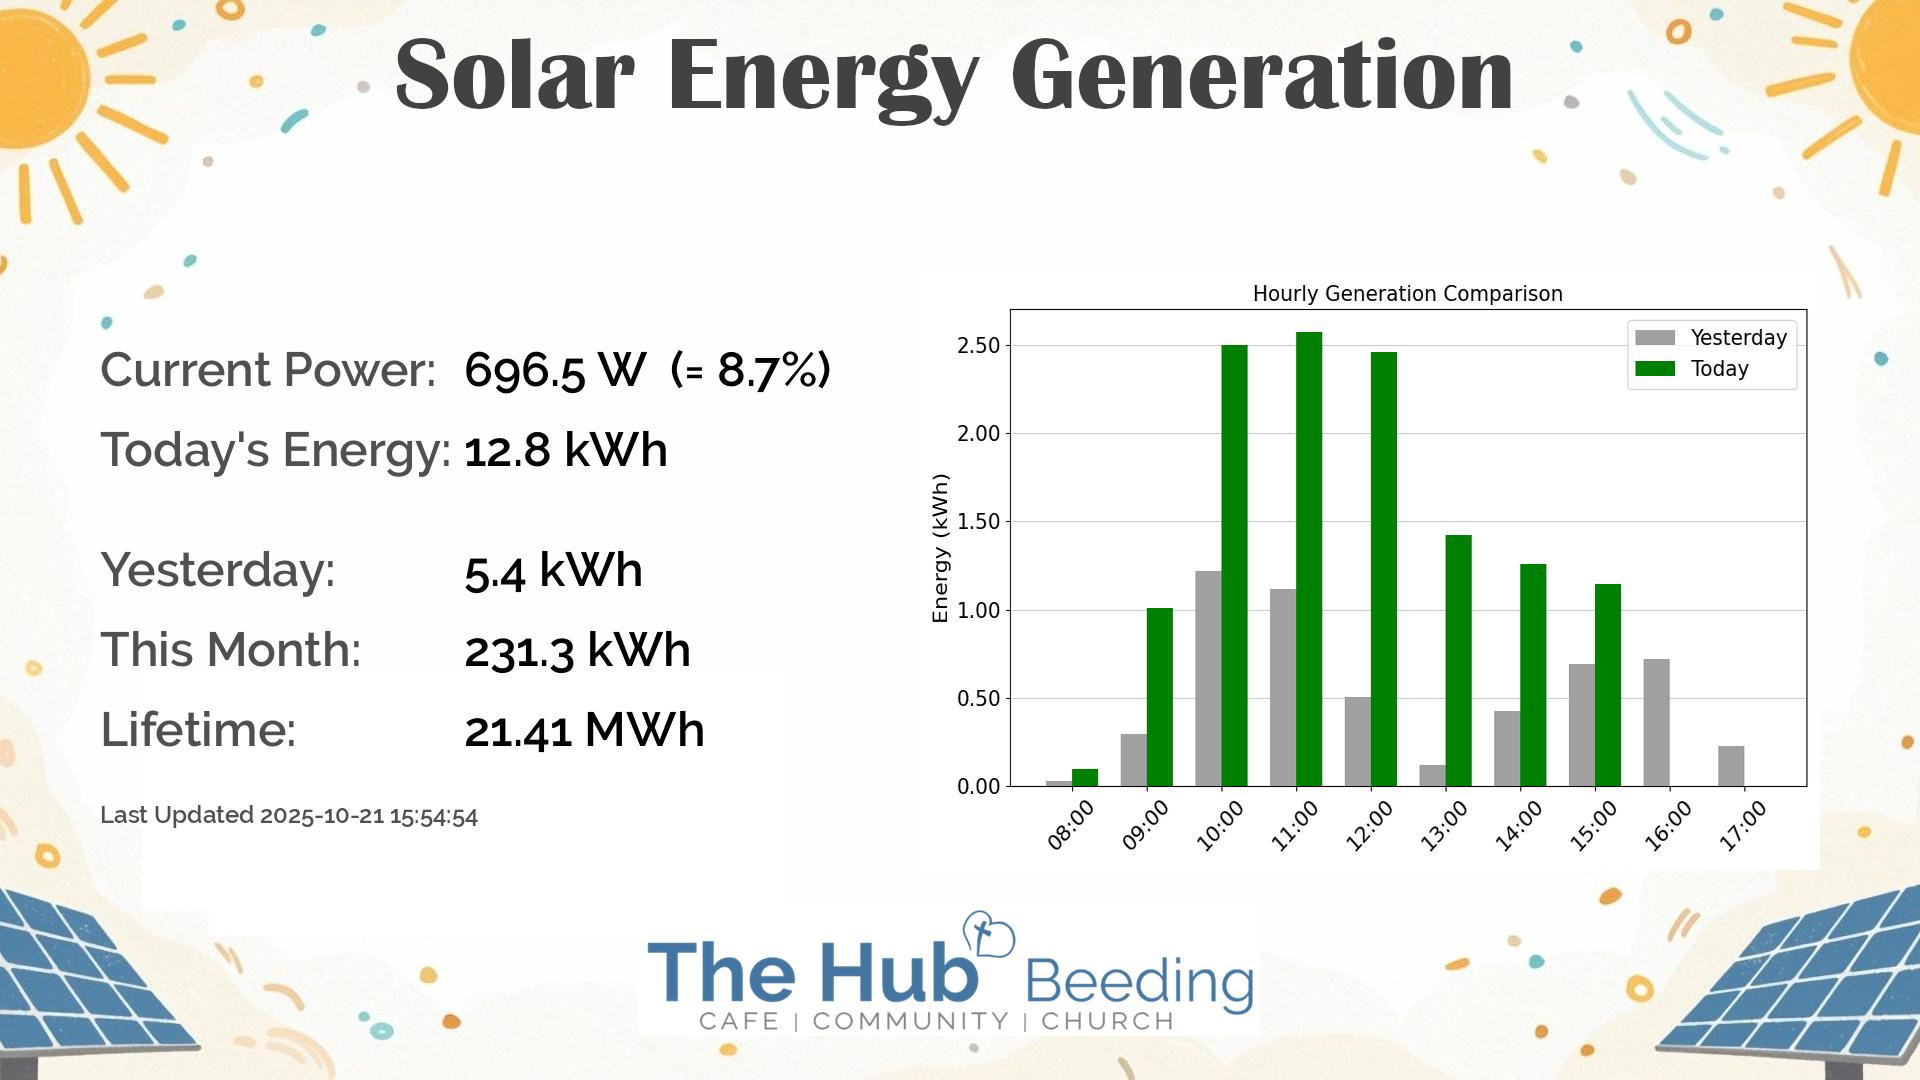 Solar Energy Generation
Current Power: 696.5 W (= 8.7%)
Today's Energy: 12.8 kWh
Yesterday: 5.4 kWh
This Month: 231.3 kWh
Lifetime: 21.41 MWh
Last Updated 2025-10-21 15:54:54
Hourly Generation Comparison
Yesterday
Today
Energy (kWh)
2.50
2.00
1.50
1.00
0.50
0.00
08:00 09:00 10:00 11:00 12:00 13:00 14:00 15:00 16:00 17:00
The Hub Beeding
CAFE | COMMUNITY | CHURCH